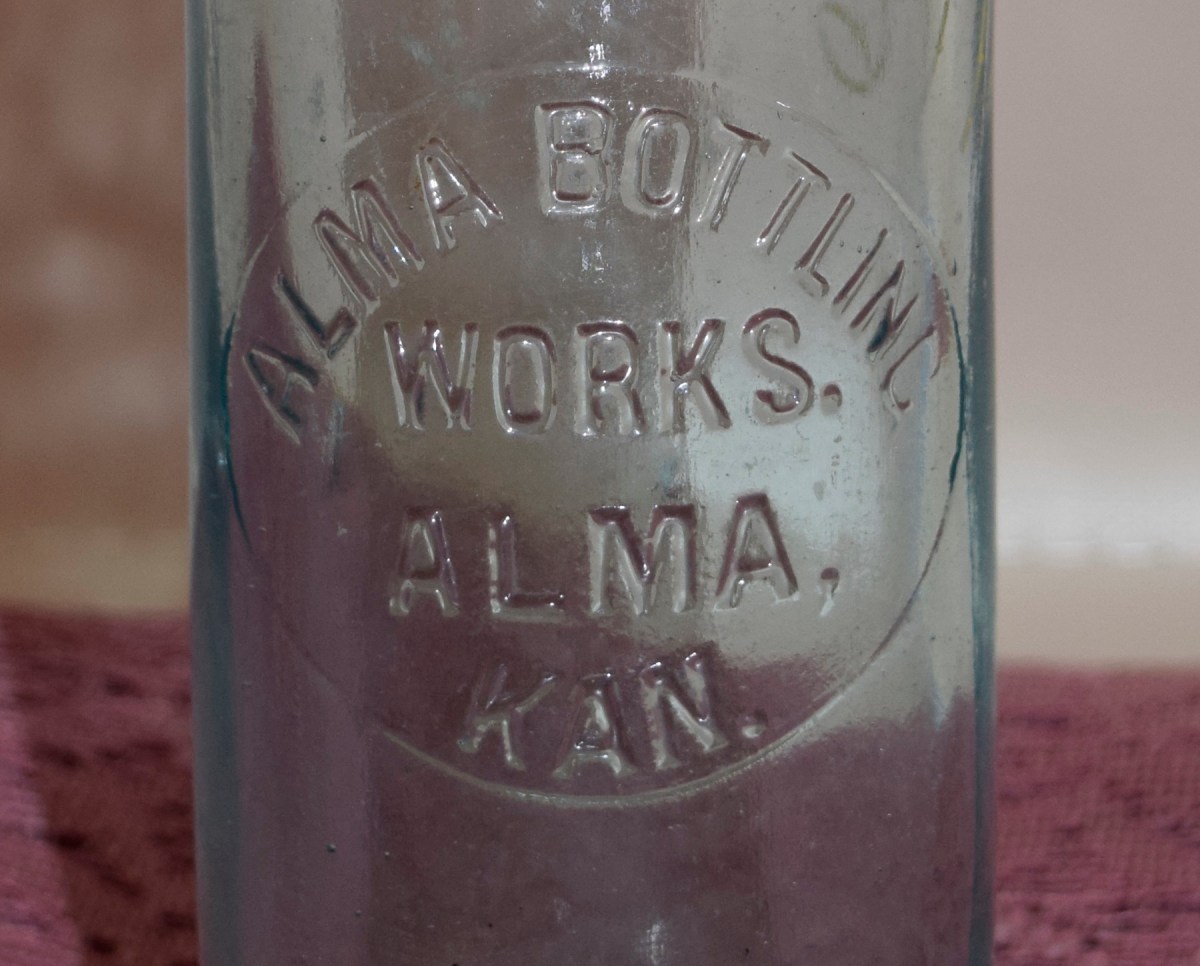 ALMA BOTTLING
WORKS.
ALMA,
KAN.